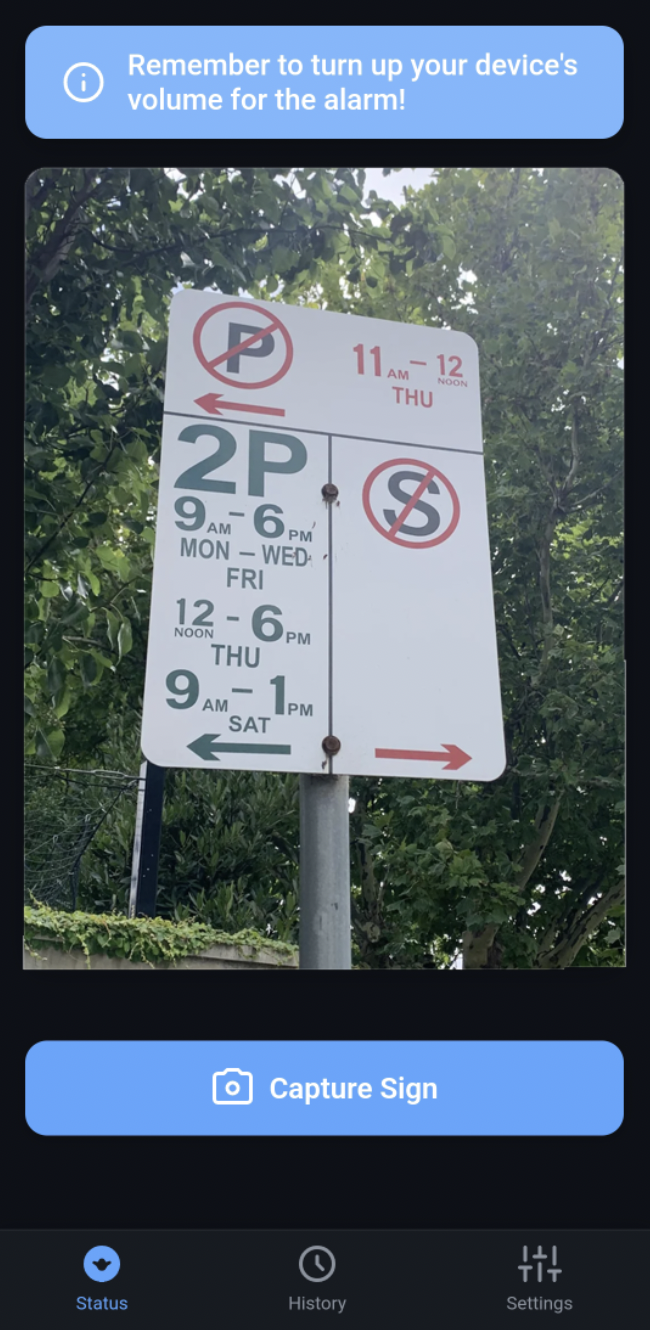 Remember to turn up your device's
volume for the alarm!
P
11 AM – 12 NOON
THU
2P
9 AM - 6 PM
MON – WED
FRI
12 NOON - 6 PM
THU
9 AM – 1 PM
SAT
S
Capture Sign
Status
History
Settings